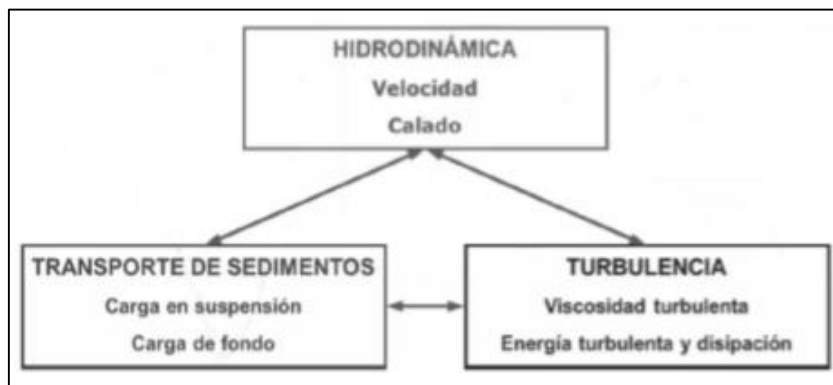 HIDRODINÁMICA
Velocidad
Calado
TRANSPORTE DE SEDIMENTOS
Carga en suspensión
Carga de fondo
TURBULENCIA
Viscosidad turbulenta
Energía turbulenta y disipación